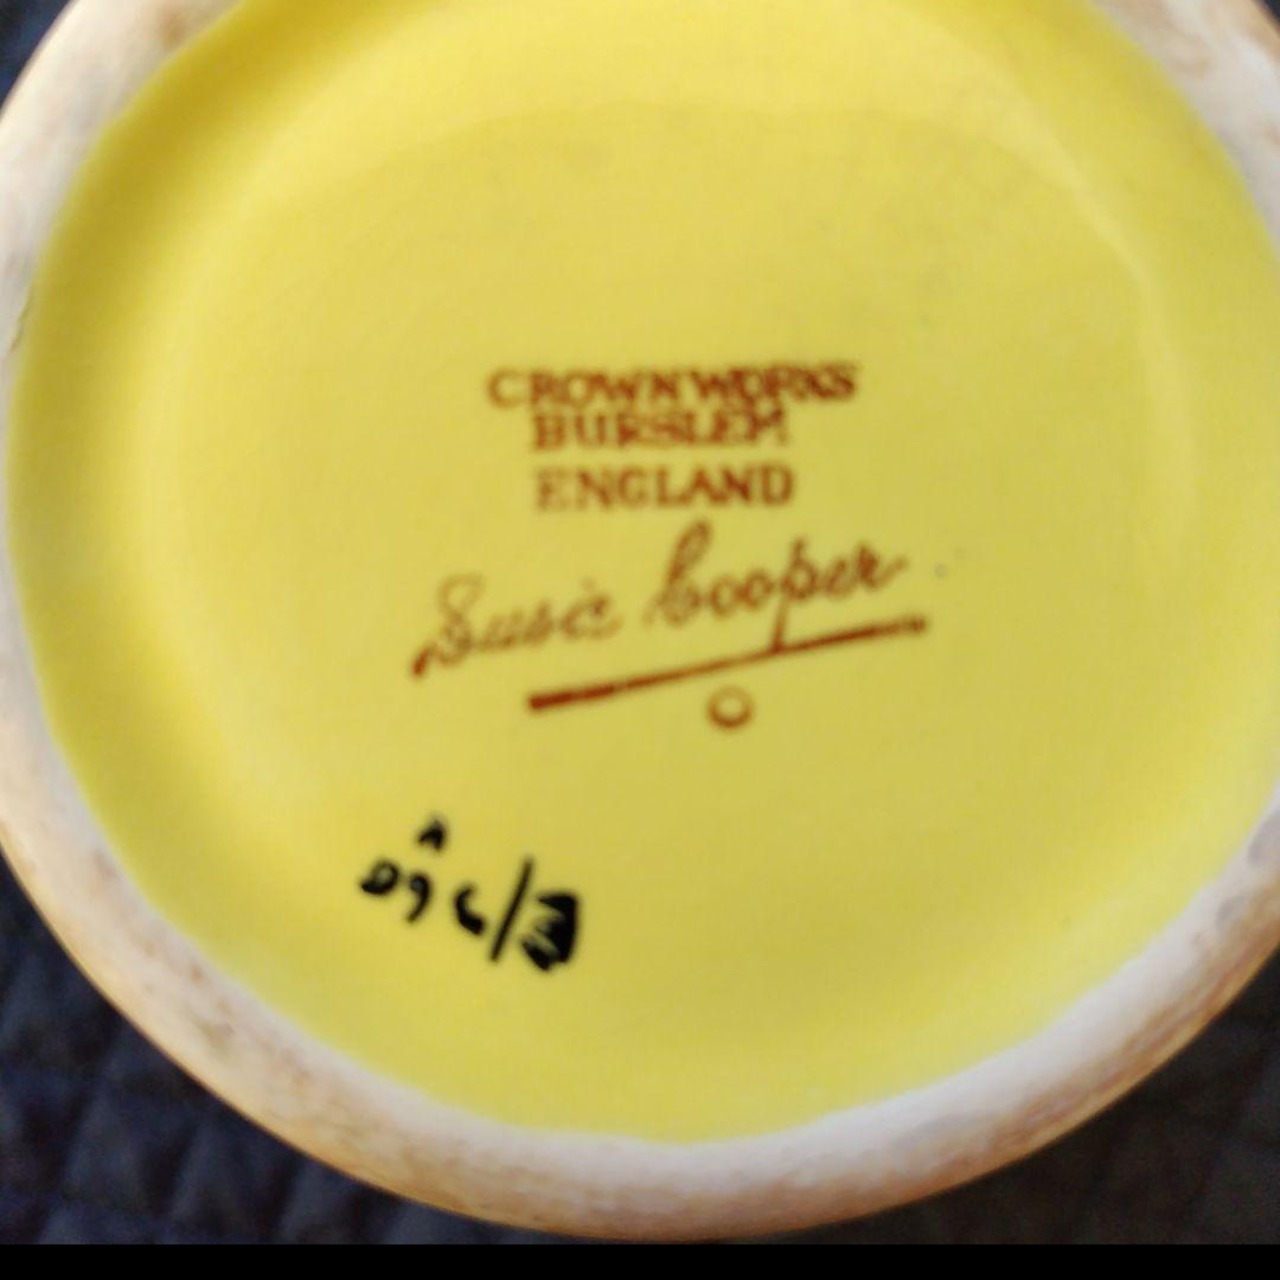 CROWN WORKS
BURSLEM
ENGLAND
Susie Cooper